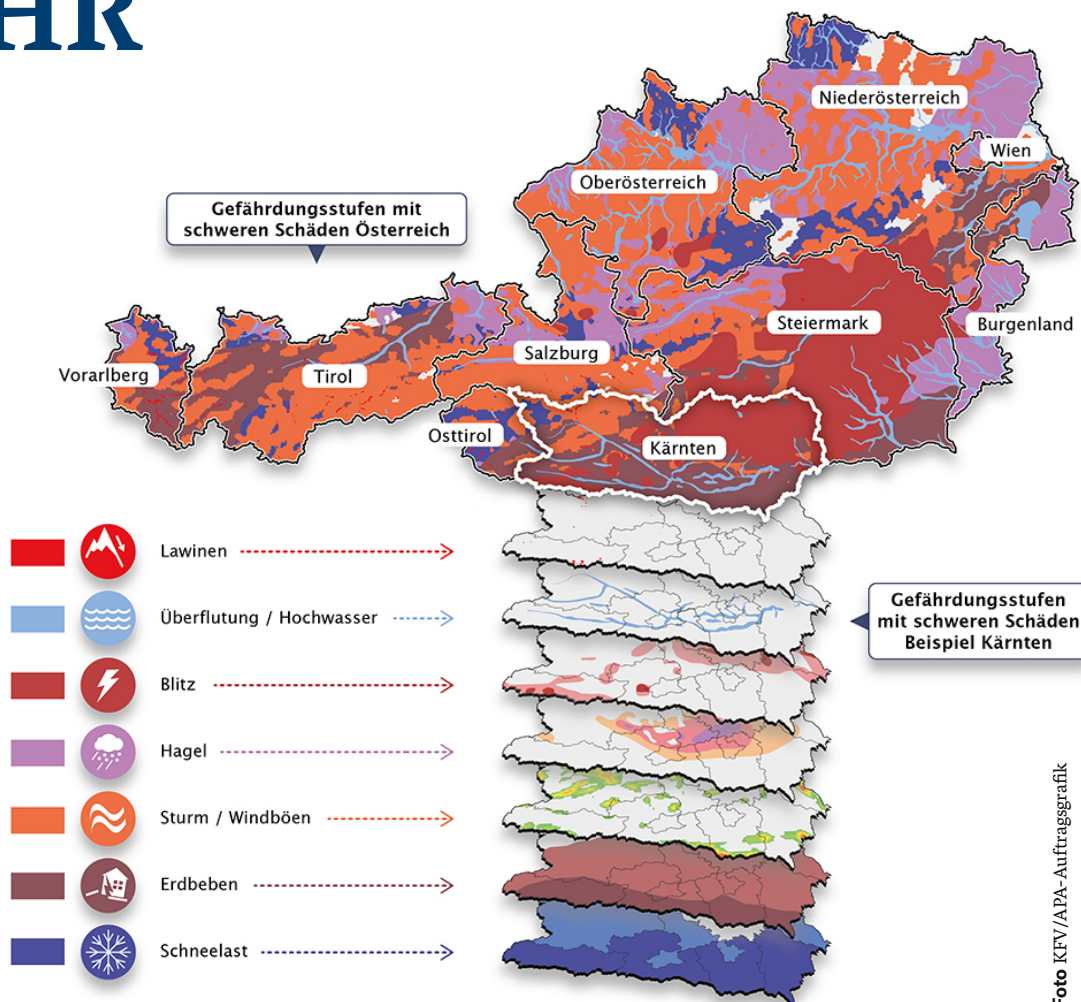 HR
Niederösterreich
Wien
Oberösterreich
Gefährdungsstufen mit
schweren Schäden Österreich
Steiermark
Burgenland
Salzburg
Vorarlberg
Tirol
Osttirol
Kärnten
Lawinen
Überflutung / Hochwasser
Gefährdungsstufen
mit schweren Schäden
Beispiel Kärnten
Blitz
Hagel
Sturm / Windböen
Erdbeben
Schneelast
Foto KFV/APA-Auftragsgrafik